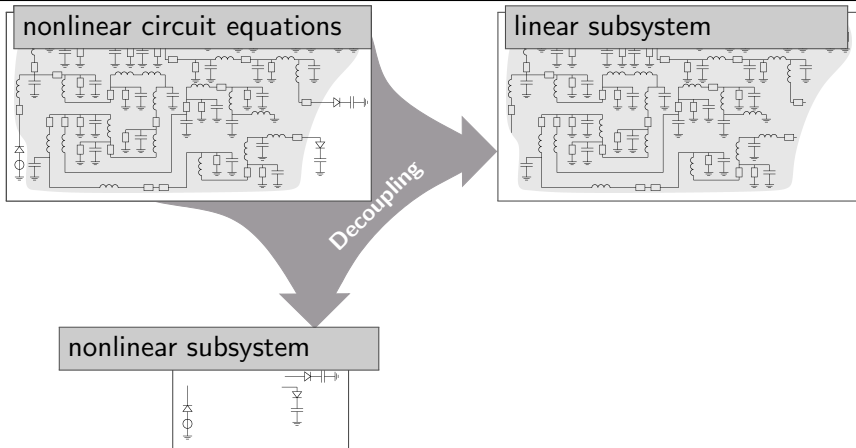 nonlinear circuit equations
linear subsystem
Decoupling
nonlinear subsystem